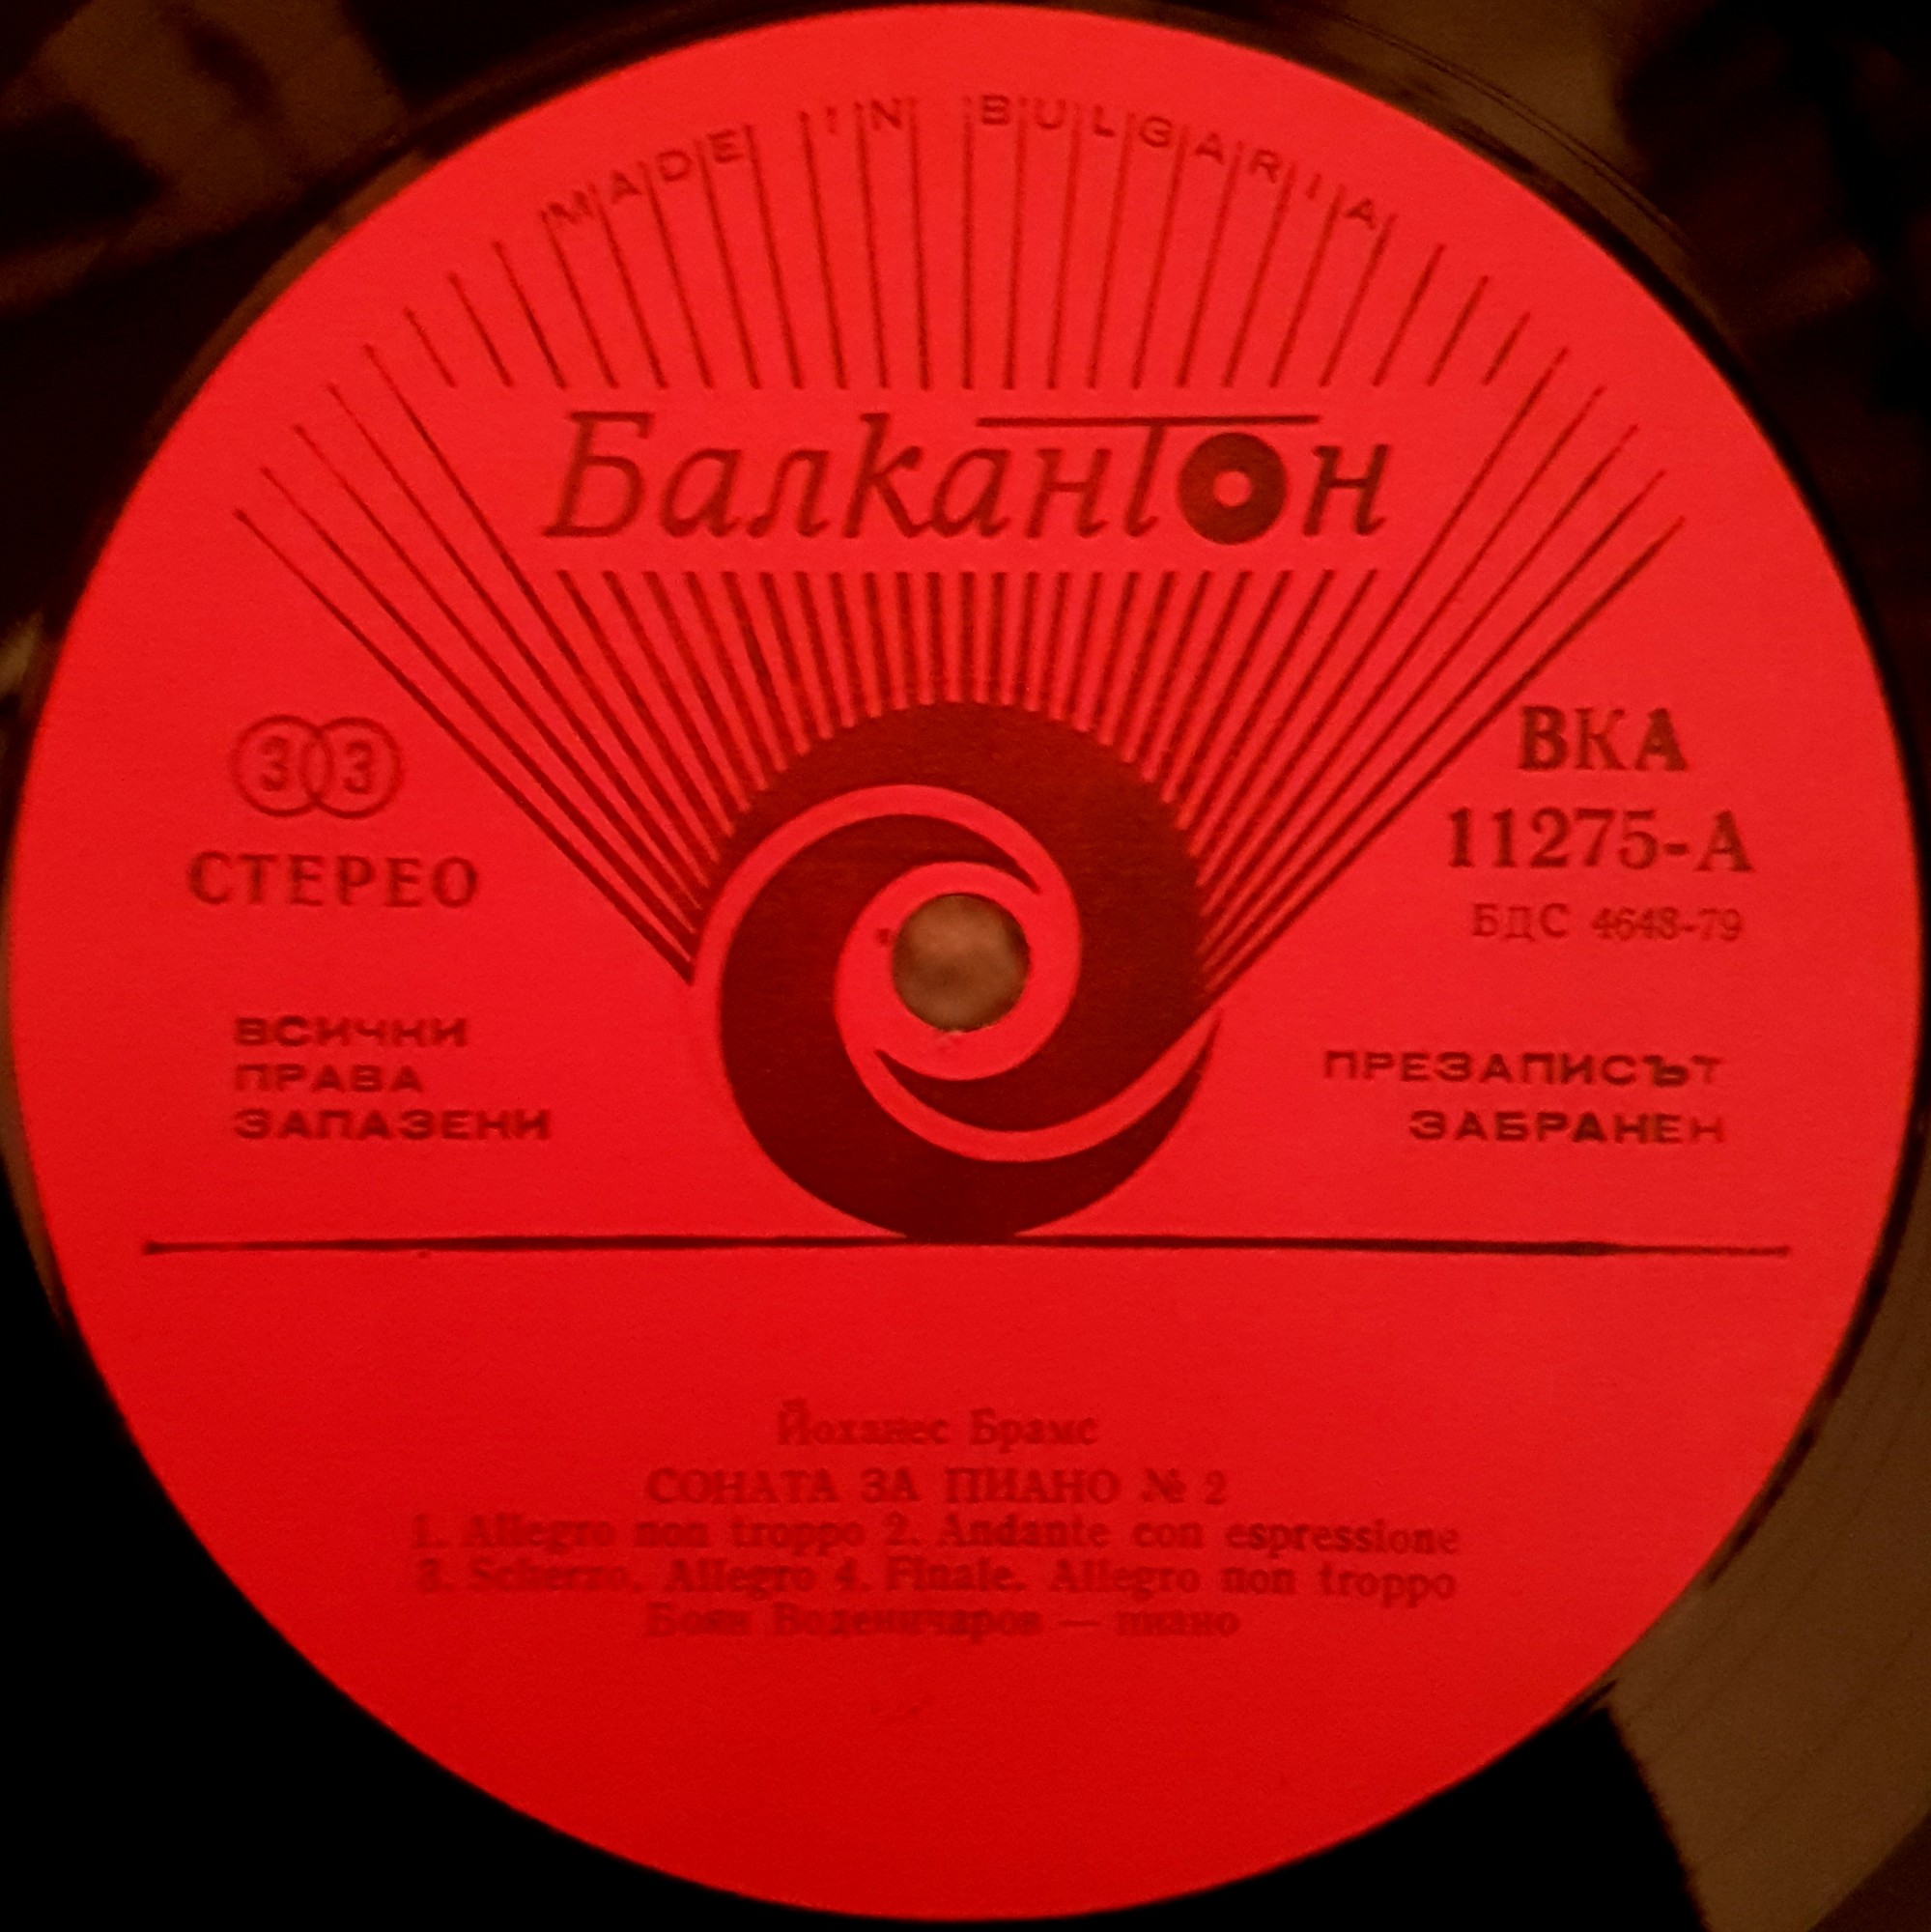 MADE IN BULGARIA
Балкантон
33
СТЕРЕО
ВКА
11275-А
БДС 4648-79
ВСИЧНИ
ПРАВА
ЗАПАЗЕНИ
ПРЕЗАПИСЪТ
ЗАБРАНЕН
Йоханес Брамс
СОНАТА ЗА ПИАНО № 2
1. Allegro non troppo 2. Andante con espressione
3. Scherzo. Allegro 4. Finale. Allegro non troppo
Боян Воденичаров — пиано